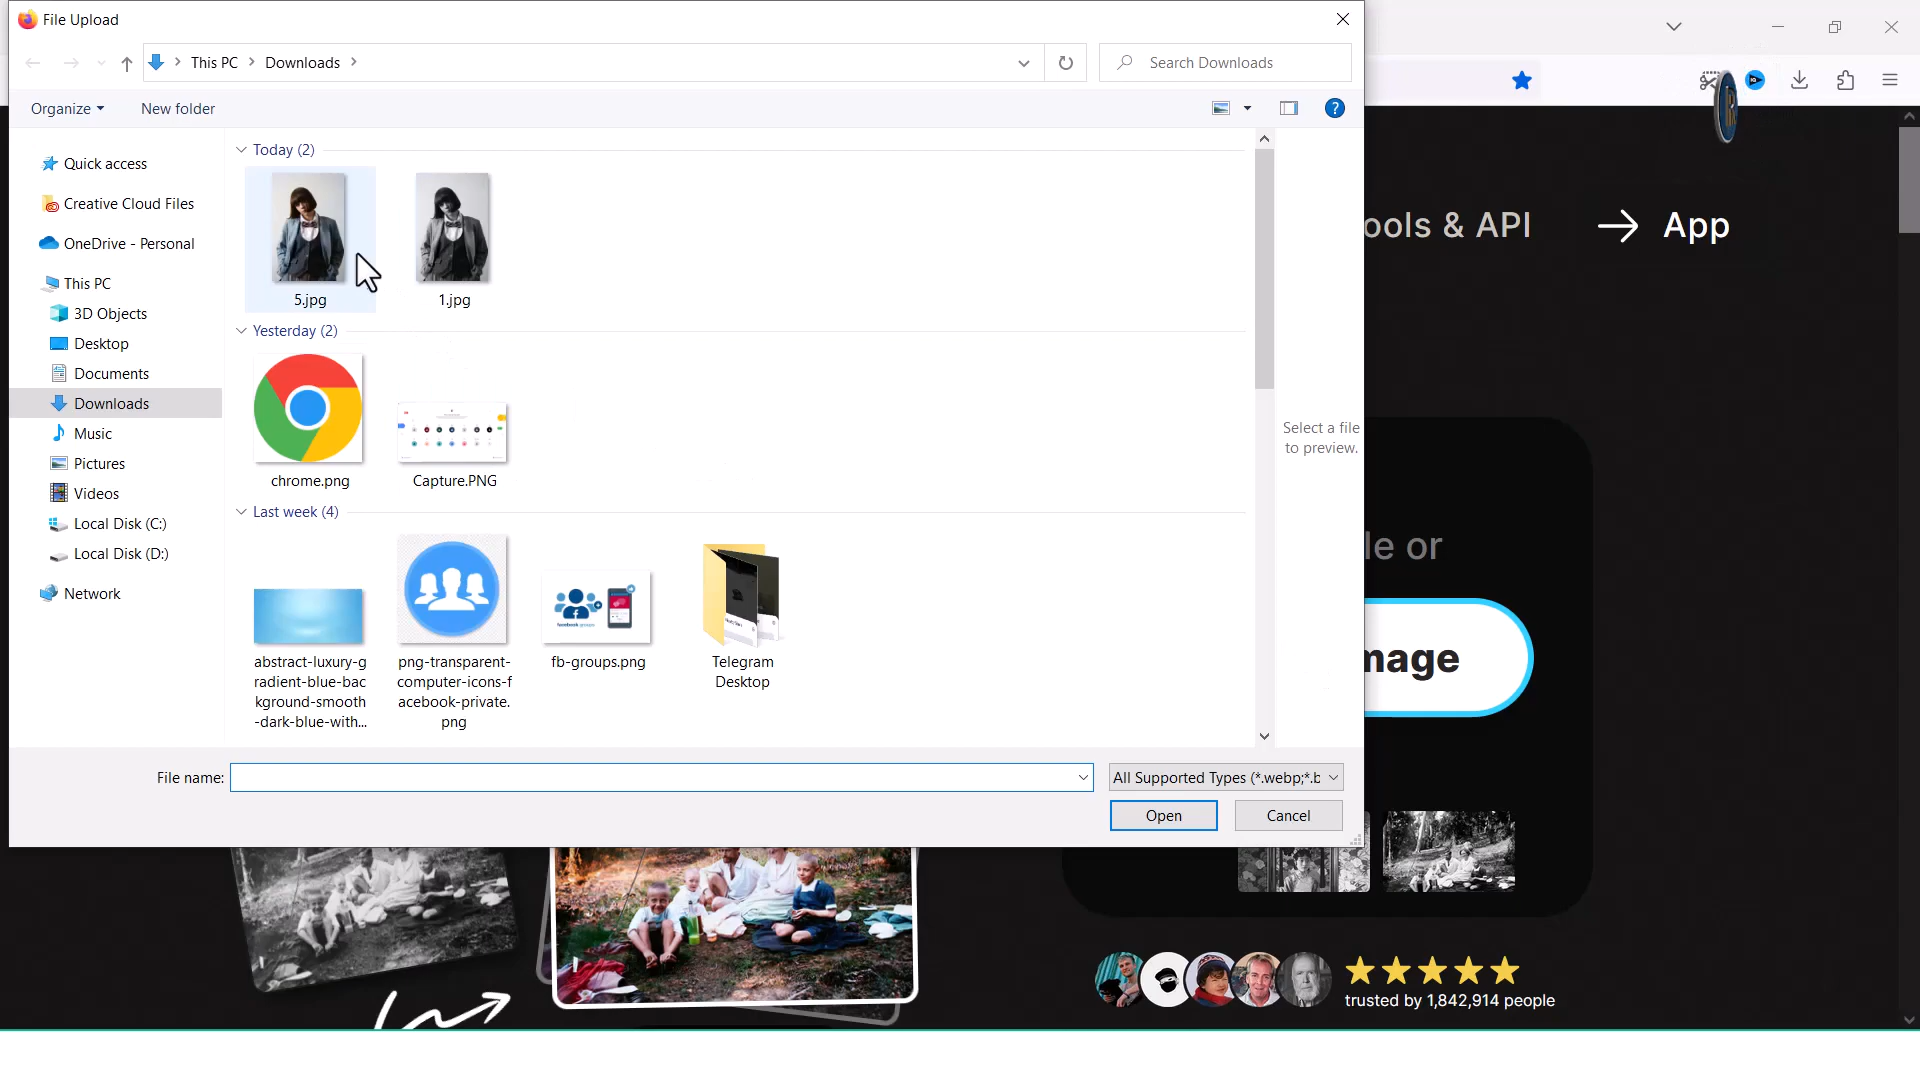 File Upload
This PC Downloads
Search Downloads
Organize New folder
Quick access
Creative Cloud Files
OneDrive - Personal
This PC
3D Objects
Desktop
Documents
Downloads
Music
Pictures
Videos
Local Disk (C:)
Local Disk (D:)
Network
Today (2)
5.jpg
1.jpg
Yesterday (2)
chrome.png
Capture.PNG
Last week (4)
abstract-luxury-g
radient-blue-bac
kground-smooth
-dark-blue-with...
png-transparent-
computer-icons-f
acebook-private.
png
fb-groups.png
Telegram
Desktop
Select a file
to preview.
File name:
All Supported Types (*.webp;*.b
Open
Cancel
ools & API
App
le or
mage
trusted by 1,842,914 people